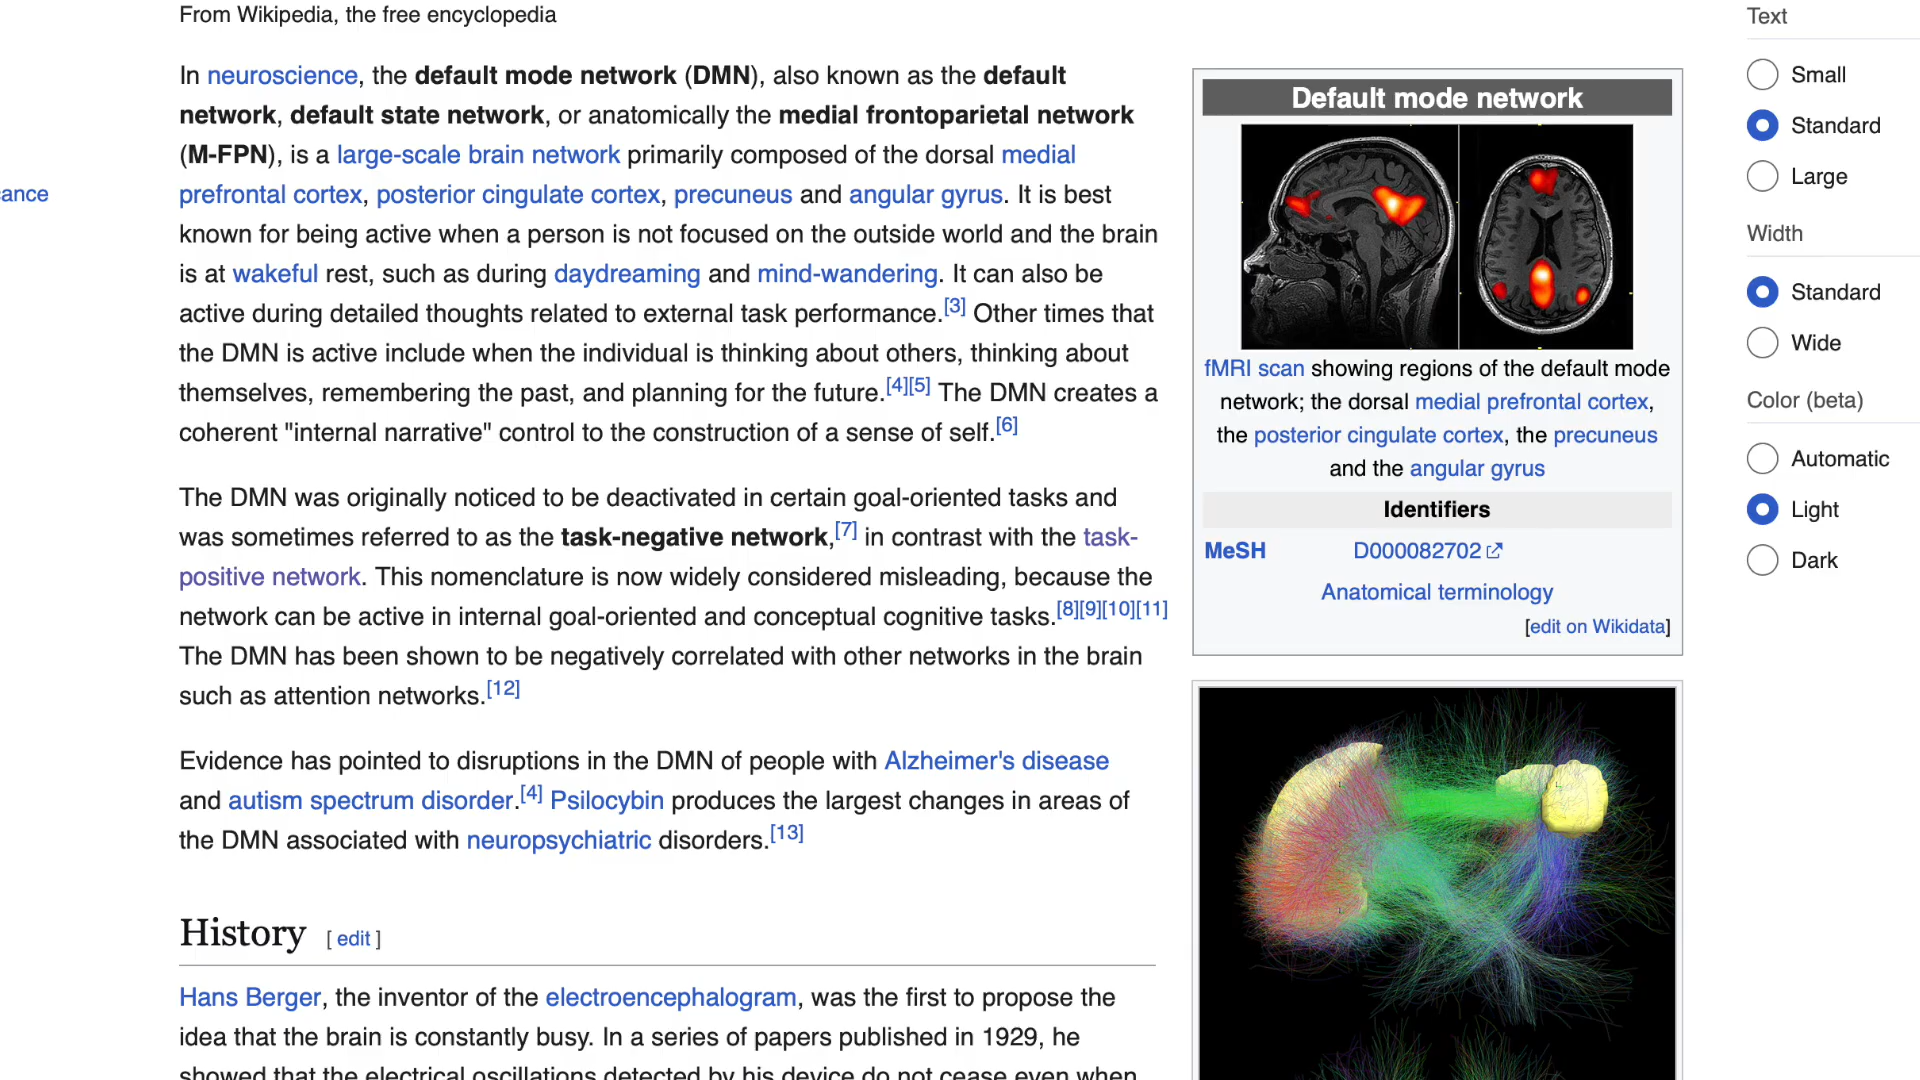 From Wikipedia, the free encyclopedia
In neuroscience, the default mode network (DMN), also known as the default
network, default state network, or anatomically the medial frontoparietal network
(M-FPN), is a large-scale brain network primarily composed of the dorsal medial
prefrontal cortex, posterior cingulate cortex, precuneus and angular gyrus. It is best
known for being active when a person is not focused on the outside world and the brain
is at wakeful rest, such as during daydreaming and mind-wandering. It can also be
active during detailed thoughts related to external task performance.[3] Other times that
the DMN is active include when the individual is thinking about others, thinking about
themselves, remembering the past, and planning for the future.[4][5] The DMN creates a
coherent "internal narrative" control to the construction of a sense of self.[6]
The DMN was originally noticed to be deactivated in certain goal-oriented tasks and
was sometimes referred to as the task-negative network,[7] in contrast with the task-
positive network. This nomenclature is now widely considered misleading, because the
network can be active in internal goal-oriented and conceptual cognitive tasks.[8][9][10][11]
The DMN has been shown to be negatively correlated with other networks in the brain
such as attention networks.[12]
Evidence has pointed to disruptions in the DMN of people with Alzheimer's disease
and autism spectrum disorder.[4] Psilocybin produces the largest changes in areas of
the DMN associated with neuropsychiatric disorders.[13]
History [ edit ]
Hans Berger, the inventor of the electroencephalogram, was the first to propose the
idea that the brain is constantly busy. In a series of papers published in 1929, he
showed that the electrical oscillations detected by his device do not cease even when
ance
Default mode network
fMRI scan showing regions of the default mode
network; the dorsal medial prefrontal cortex,
the posterior cingulate cortex, the precuneus
and the angular gyrus
Identifiers
MeSH D000082702
Anatomical terminology
[edit on Wikidata]
Text
Small
Standard
Large
Width
Standard
Wide
Color (beta)
Automatic
Light
Dark